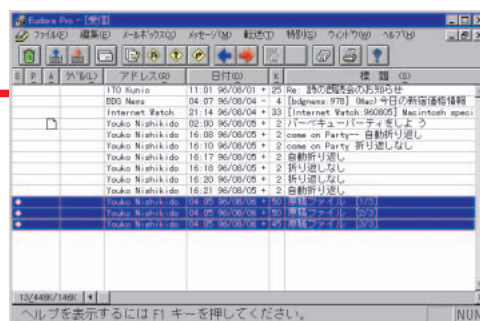 Eudora Pro - [受信]
ファイル(F) 編集(E) メールボックス(X) メッセージ(M) 転送(T) 特別(S) ウィンドウ(W) ヘルプ(H)
S P A ラベル(L) アドレス(R) 日付(D) K 標 題 (S)
ITO Kunio 11:01 96/08/01 + 25 Re: 詩の朗読会のお知らせ
BDG News 04:07 96/08/04 - 4 [bdgnews:978] (Mac)今日の新宿価格情報
Internet Watch 21:14 96/08/04 + 33 [Internet Watch:960805] Macintosh speci
Youko Nishikido 02:00 96/08/05 + 2 バーベキューパーティをしよう
Youko Nishikido 16:08 96/08/05 + 2 come on Party-- 自動折り返し
Youko Nishikido 16:10 96/08/05 + 2 come on Party 折り返しなし
Youko Nishikido 16:17 96/08/05 + 2 自動折り返し
Youko Nishikido 16:18 96/08/05 + 2 折り返しなし
Youko Nishikido 16:20 96/08/05 + 2 折り返しなし
Youko Nishikido 16:21 96/08/05 + 2 自動折り返し
Youko Nishikido 04:05 96/08/06 + 50 原稿ファイル [1/3]
Youko Nishikido 04:05 96/08/06 + 50 原稿ファイル [2/3]
Youko Nishikido 04:05 96/08/06 + 45 原稿ファイル [3/3]
13/448K/146K
ヘルプを表示するには F1 キーを押してください。 NUM